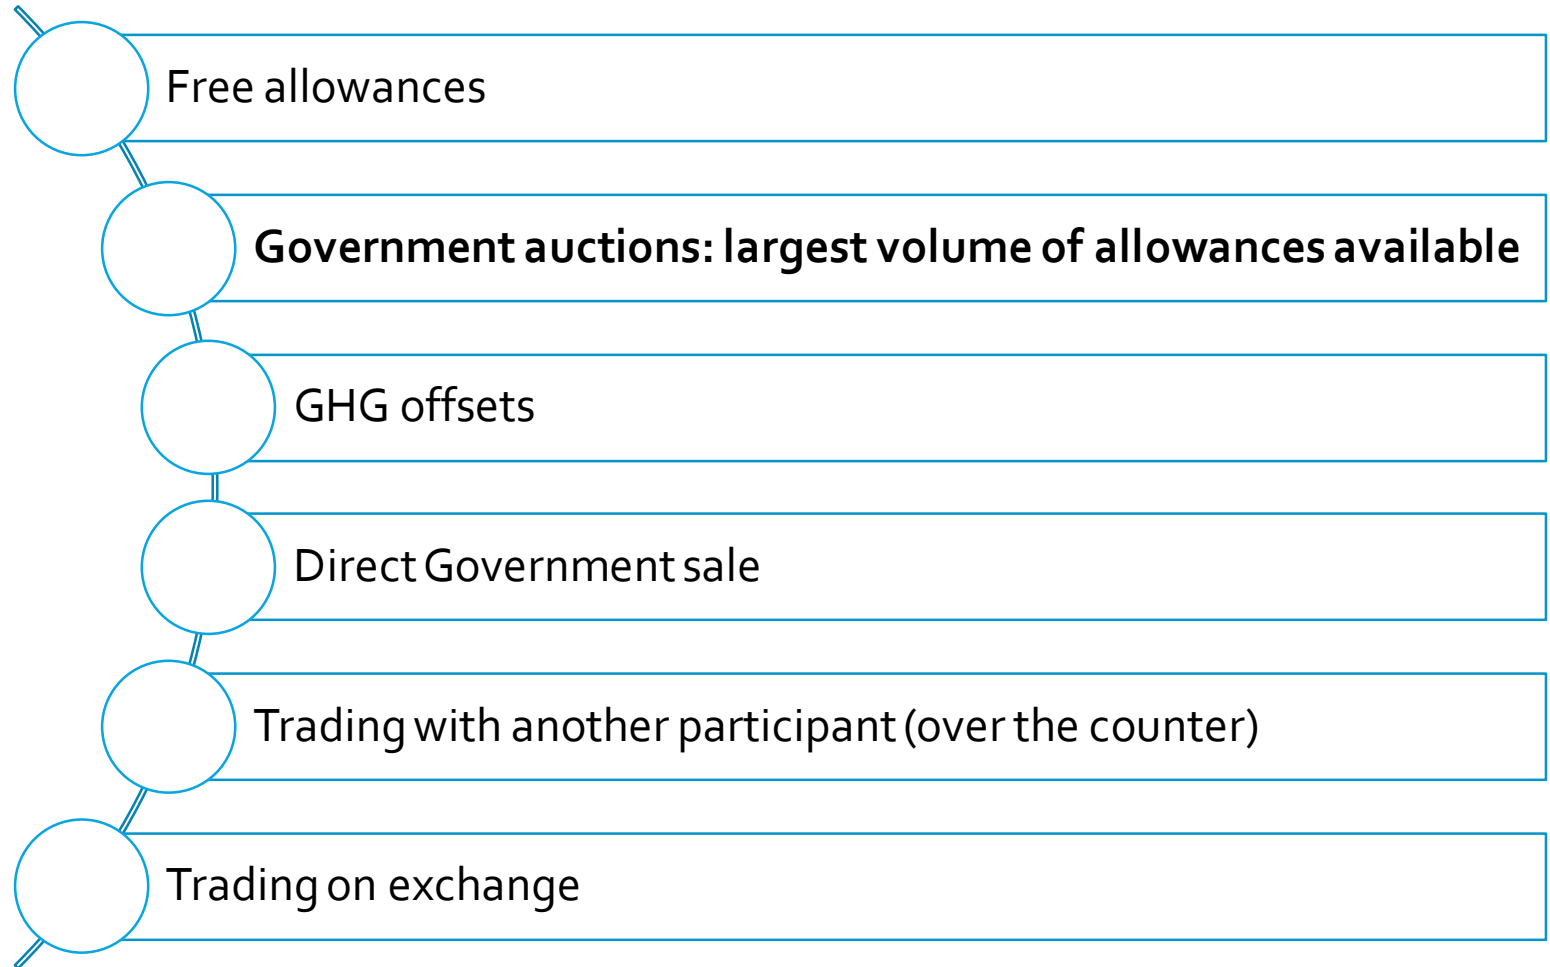 Free allowances
Government auctions: largest volume of allowances available
GHG offsets
Direct Government sale
Trading with another participant (over the counter)
Trading on exchange